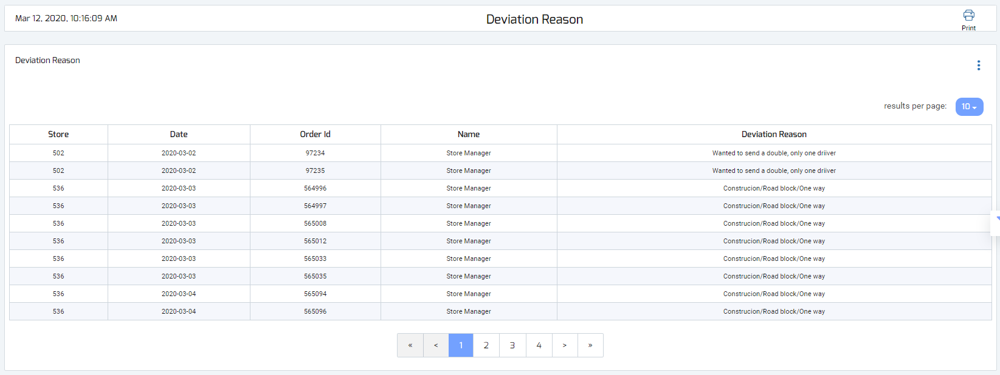 Mar 12, 2020, 10:16:09 AM Deviation Reason Print
Deviation Reason
results per page: 10
Store Date Order Id Name Deviation Reason
502 2020-03-02 97234 Store Manager Wanted to send a double, only one driiver
502 2020-03-02 97235 Store Manager Wanted to send a double, only one driiver
536 2020-03-03 564996 Store Manager Construcion/Road block/One way
536 2020-03-03 564997 Store Manager Construcion/Road block/One way
536 2020-03-03 565008 Store Manager Construcion/Road block/One way
536 2020-03-03 565012 Store Manager Construcion/Road block/One way
536 2020-03-03 565033 Store Manager Construcion/Road block/One way
536 2020-03-03 565035 Store Manager Construcion/Road block/One way
536 2020-03-04 565094 Store Manager Construcion/Road block/One way
536 2020-03-04 565096 Store Manager Construcion/Road block/One way
« < 1 2 3 4 > »